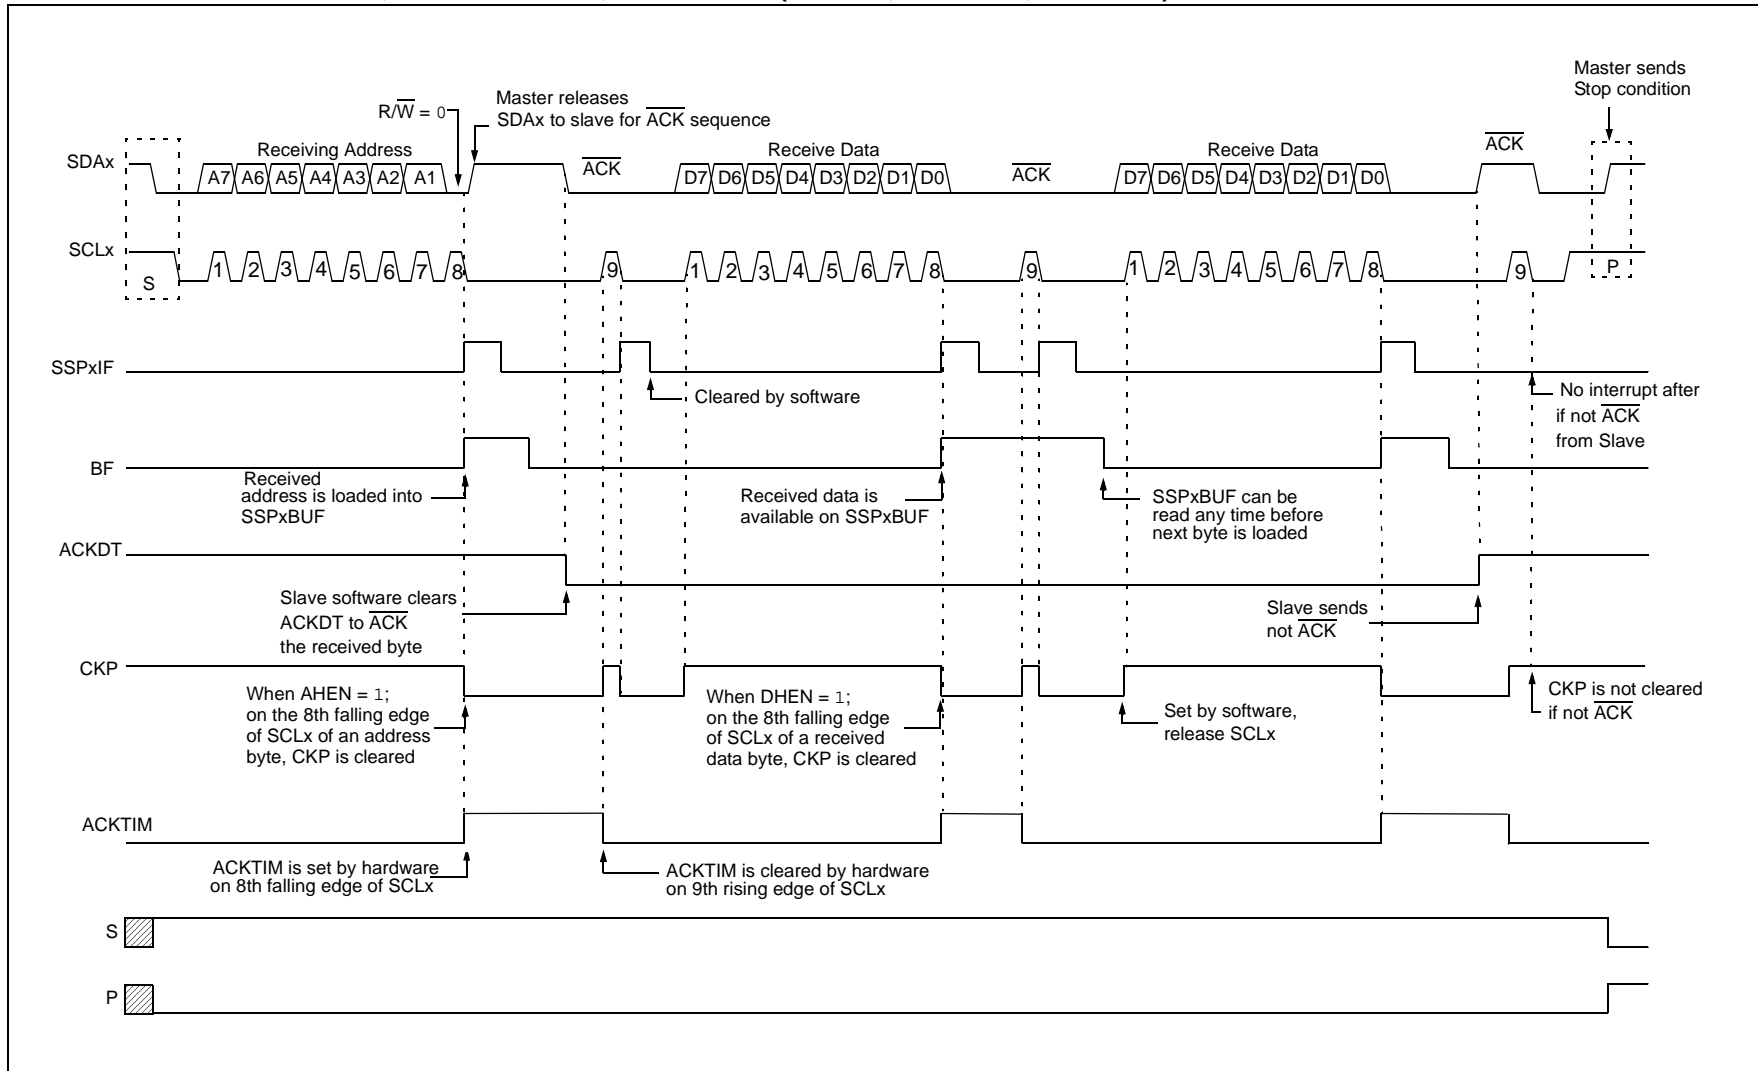 Master sends
Stop condition
Master releases
SDAx to slave for ACK sequence
R/W = 0
SDAx
Receiving Address
ACK
Receive Data
ACK
Receive Data
ACK
A7 A6 A5 A4 A3 A2 A1
D7 D6 D5 D4 D3 D2 D1 D0
D7 D6 D5 D4 D3 D2 D1 D0
SCLx
S
1 2 3 4 5 6 7 8 9
1 2 3 4 5 6 7 8 9
1 2 3 4 5 6 7 8 9
P
SSPxIF
Cleared by software
No interrupt after
if not ACK
from Slave
BF
Received
address is loaded into
SSPxBUF
Received data is
available on SSPxBUF
SSPxBUF can be
read any time before
next byte is loaded
ACKDT
Slave software clears
ACKDT to ACK
the received byte
Slave sends
not ACK
CKP
When AHEN = 1;
on the 8th falling edge
of SCLx of an address
byte, CKP is cleared
When DHEN = 1;
on the 8th falling edge
of SCLx of a received
data byte, CKP is cleared
Set by software,
release SCLx
CKP is not cleared
if not ACK
ACKTIM
ACKTIM is set by hardware
on 8th falling edge of SCLx
ACKTIM is cleared by hardware
on 9th rising edge of SCLx
S
P